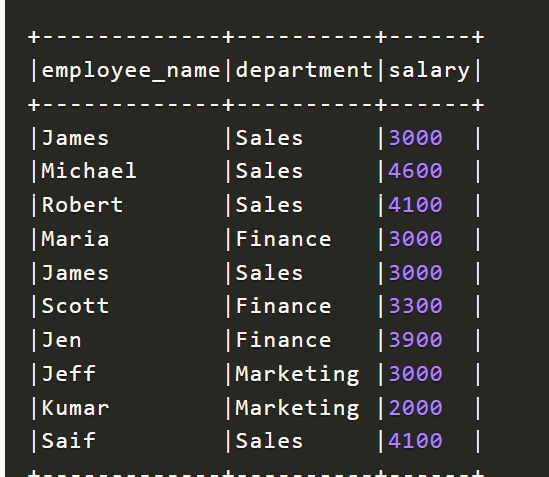 +-------------+----------+------+
|employee_name|department|salary|
+-------------+----------+------+
|James        |Sales     |3000  |
|Michael      |Sales     |4600  |
|Robert       |Sales     |4100  |
|Maria        |Finance   |3000  |
|James        |Sales     |3000  |
|Scott        |Finance   |3300  |
|Jen          |Finance   |3900  |
|Jeff         |Marketing |3000  |
|Kumar        |Marketing |2000  |
|Saif         |Sales     |4100  |
+-------------+----------+------+